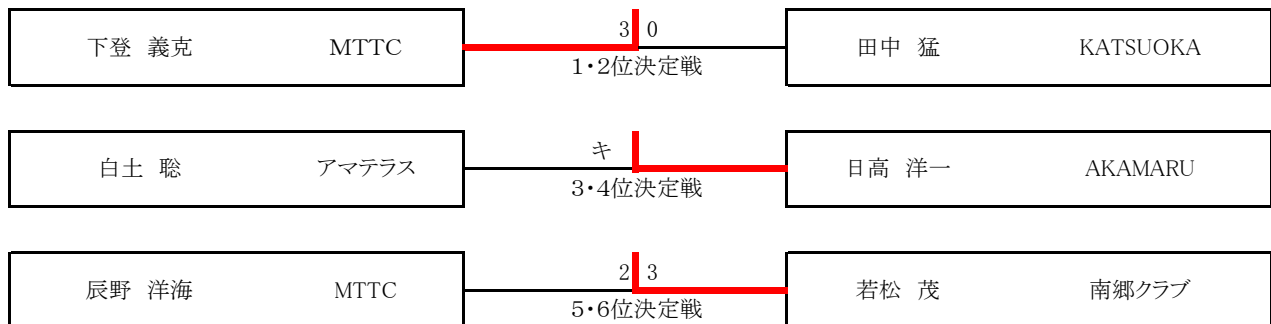 下登 義克 MTTC 3 0 田中 猛 KATSUOKA
1・2位決定戦
白土 聡 アマテラス キ 日高 洋一 AKAMARU
3・4位決定戦
辰野 洋海 MTTC 2 3 若松 茂 南郷クラブ
5・6位決定戦